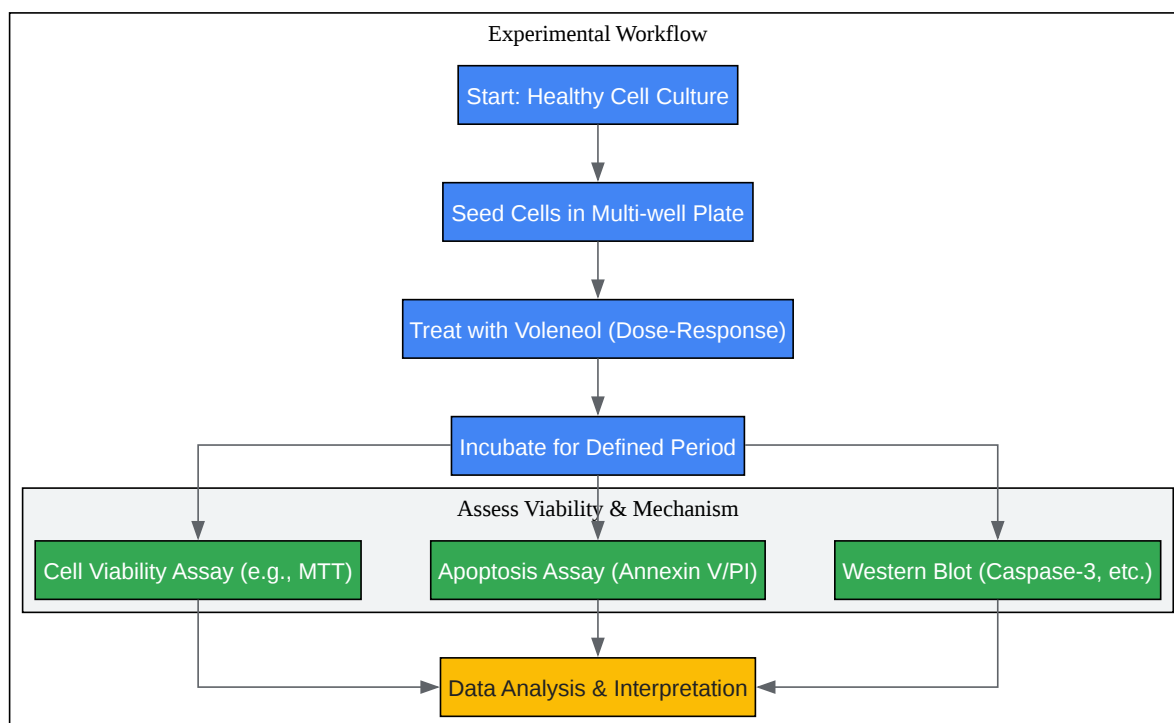 Experimental Workflow
Start: Healthy Cell Culture
Seed Cells in Multi-well Plate
Treat with Voleneol (Dose-Response)
Incubate for Defined Period
Assess Viability & Mechanism
Cell Viability Assay (e.g., MTT)
Apoptosis Assay (Annexin V/PI)
Western Blot (Caspase-3, etc.)
Data Analysis & Interpretation